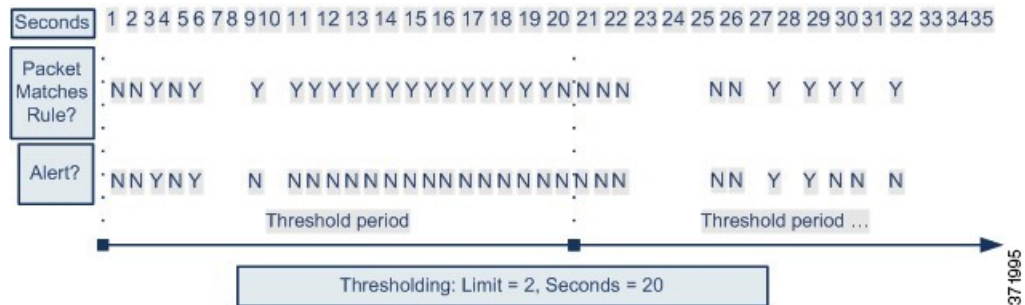 Seconds 1 2 3 4 5 6 7 8 9 10 11 12 13 14 15 16 17 18 19 20 21 22 23 24 25 26 27 28 29 30 31 32 33 34 35
Packet
Matches
Rule?
N N Y N Y Y Y Y Y Y Y Y Y Y Y Y Y Y Y Y N N N N N N Y Y Y Y Y
Alert?
N N Y N Y N N N N N N N N N N N N N N N N N N N N N Y Y N N N
Threshold period
Threshold period ...
Thresholding: Limit = 2, Seconds = 20
371995